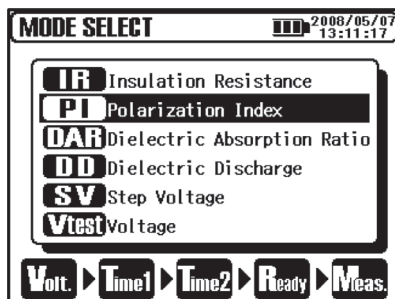 MODE SELECT 2008/05/07
13:11:17
IR Insulation Resistance
PI Polarization Index
DAR Dielectric Absorption Ratio
DD Dielectric Discharge
SV Step Voltage
Vtest Voltage
Volt. Time1 Time2 Ready Meas.